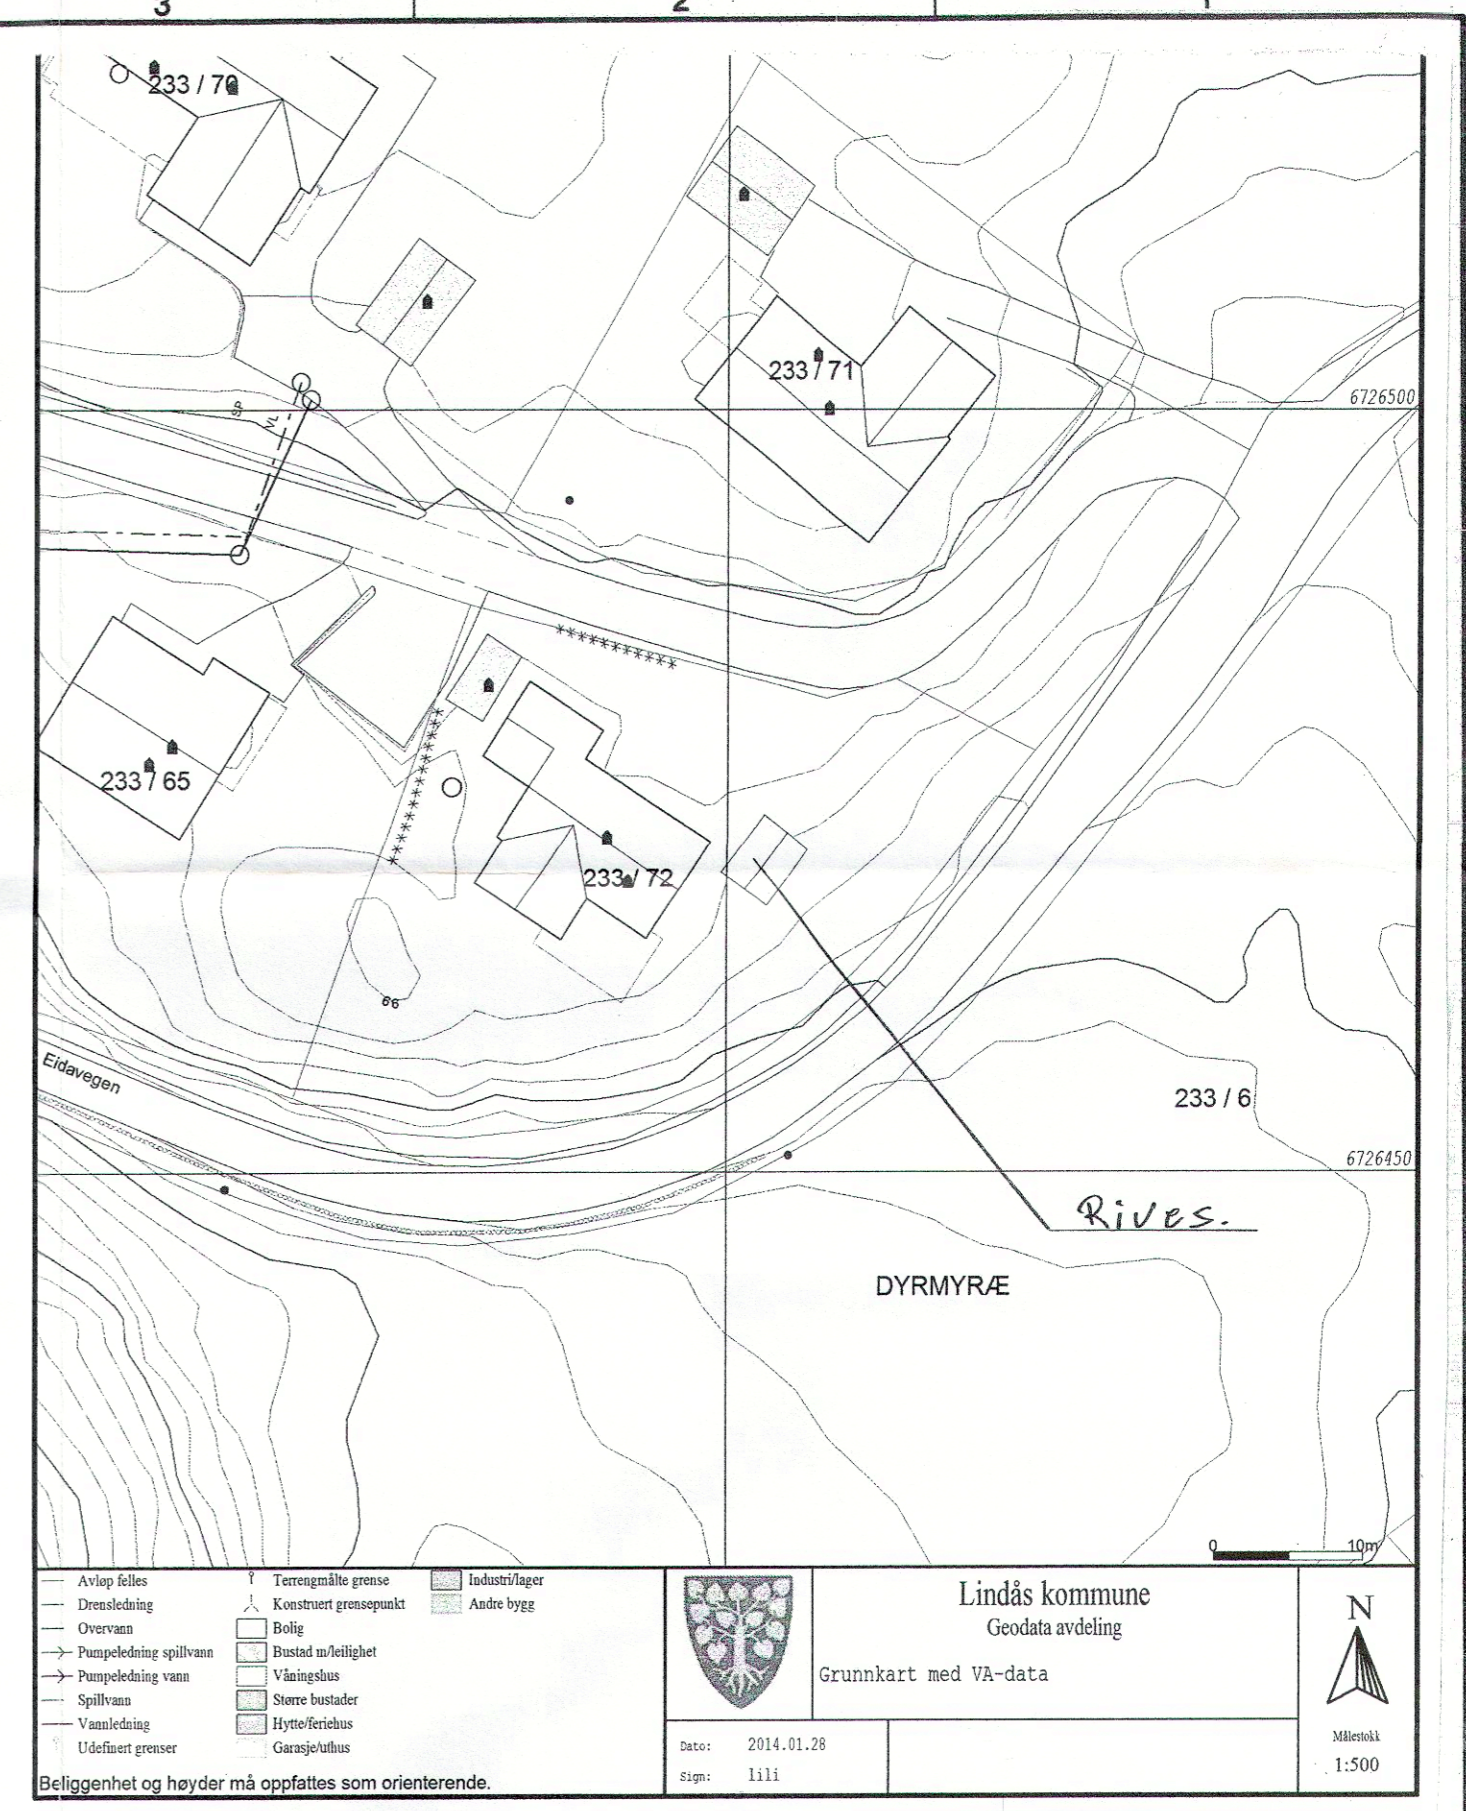 3 2 1
233 / 70
233 / 71
6726500
SP
VL
233 / 65
233 / 72
66
Eidavegen
233 / 6
6726450
Rives.
DYRMYRÆ
0 10m
Avløp felles
Drensledning
Overvann
Pumpeledning spillvann
Pumpeledning vann
Spillvann
Vannledning
Udefinert grenser
Terrengmålte grense
Konstruert grensepunkt
Bolig
Bustad m/leilighet
Våningshus
Større bustader
Hytte/feriehus
Garasje/uthus
Industri/lager
Andre bygg
Beliggenhet og høyder må oppfattes som orienterende.
Lindås kommune
Geodata avdeling
Grunnkart med VA-data
Dato: 2014.01.28
Sign: lili
N
Målestokk
1:500